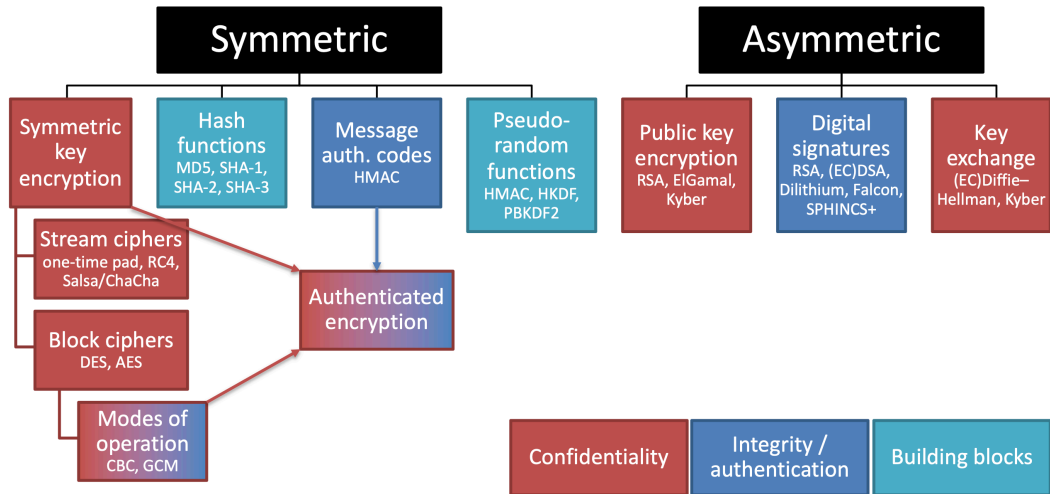 Symmetric
Asymmetric
Symmetric
key
encryption
Hash
functions
MD5, SHA-1,
SHA-2, SHA-3
Message
auth. codes
HMAC
Pseudo-
random
functions
HMAC, HKDF,
PBKDF2
Public key
encryption
RSA, ElGamal,
Kyber
Digital
signatures
RSA, (EC)DSA,
Dilithium, Falcon,
SPHINCS+
Key
exchange
(EC)Diffie–
Hellman, Kyber
Stream ciphers
one-time pad, RC4,
Salsa/ChaCha
Authenticated
encryption
Block ciphers
DES, AES
Modes of
operation
CBC, GCM
Confidentiality
Integrity /
authentication
Building blocks